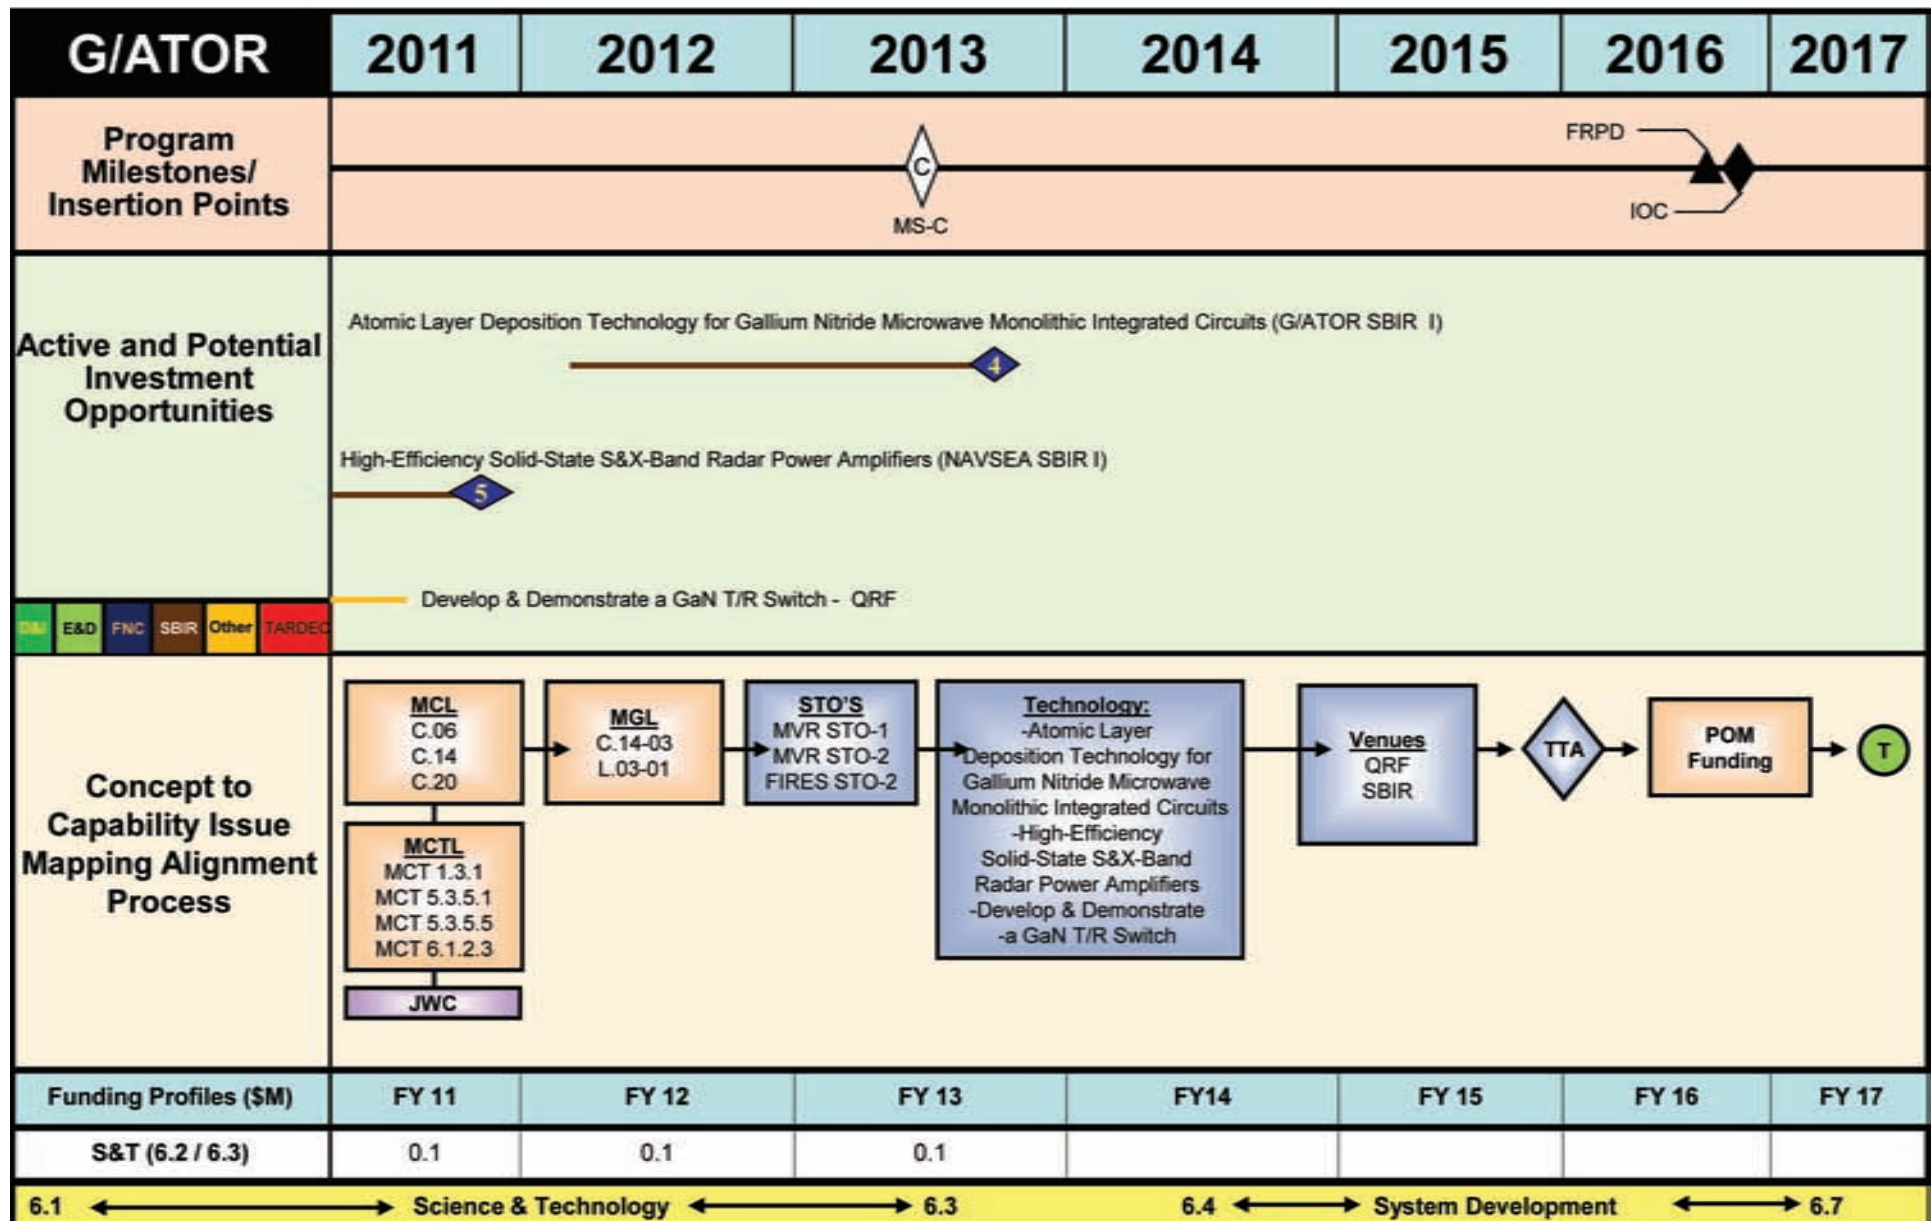 G/ATOR 2011 2012 2013 2014 2015 2016 2017
Program
Milestones/
Insertion Points
C
MS-C
FRPD
IOC
Active and Potential
Investment
Opportunities
Atomic Layer Deposition Technology for Gallium Nitride Microwave Monolithic Integrated Circuits (G/ATOR SBIR I)
4
High-Efficiency Solid-State S&X-Band Radar Power Amplifiers (NAVSEA SBIR I)
5
Develop & Demonstrate a GaN T/R Switch - QRF
E&D FNC SBIR Other TARDEC
Concept to
Capability Issue
Mapping Alignment
Process
MCL
C.06
C.14
C.20
MCTL
MCT 1.3.1
MCT 5.3.5.1
MCT 5.3.5.5
MCT 6.1.2.3
JWC
MGL
C.14-03
L.03-01
STO'S
MVR STO-1
MVR STO-2
FIRES STO-2
Technology:
-Atomic Layer
Deposition Technology for
Gallium Nitride Microwave
Monolithic Integrated Circuits
-High-Efficiency
Solid-State S&X-Band
Radar Power Amplifiers
-Develop & Demonstrate
-a GaN T/R Switch
Venues
QRF
SBIR
TTA
POM
Funding
T
Funding Profiles ($M) FY 11 FY 12 FY 13 FY14 FY 15 FY 16 FY 17
S&T (6.2 / 6.3) 0.1 0.1 0.1
6.1 Science & Technology 6.3 6.4 System Development 6.7